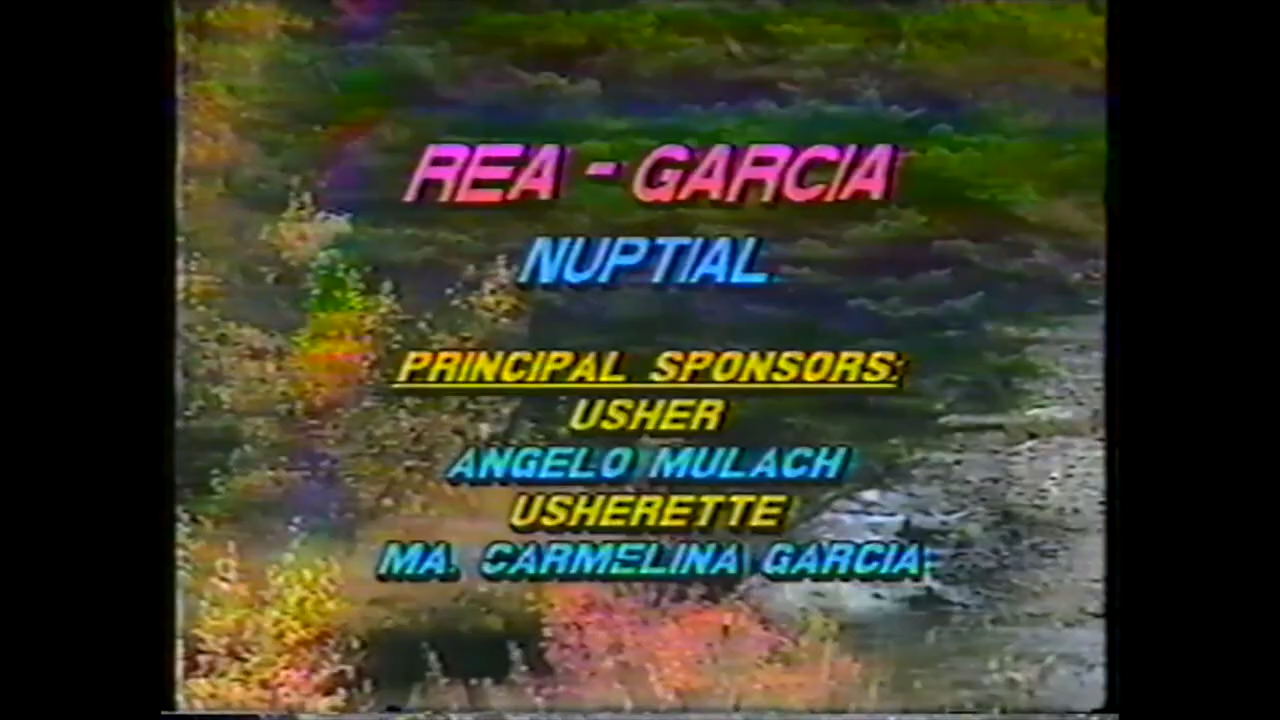 REA - GARCIA
NUPTIAL
PRINCIPAL SPONSORS:
USHER
ANGELO MULACH
USHERETTE
MA. CARMELINA GARCIA